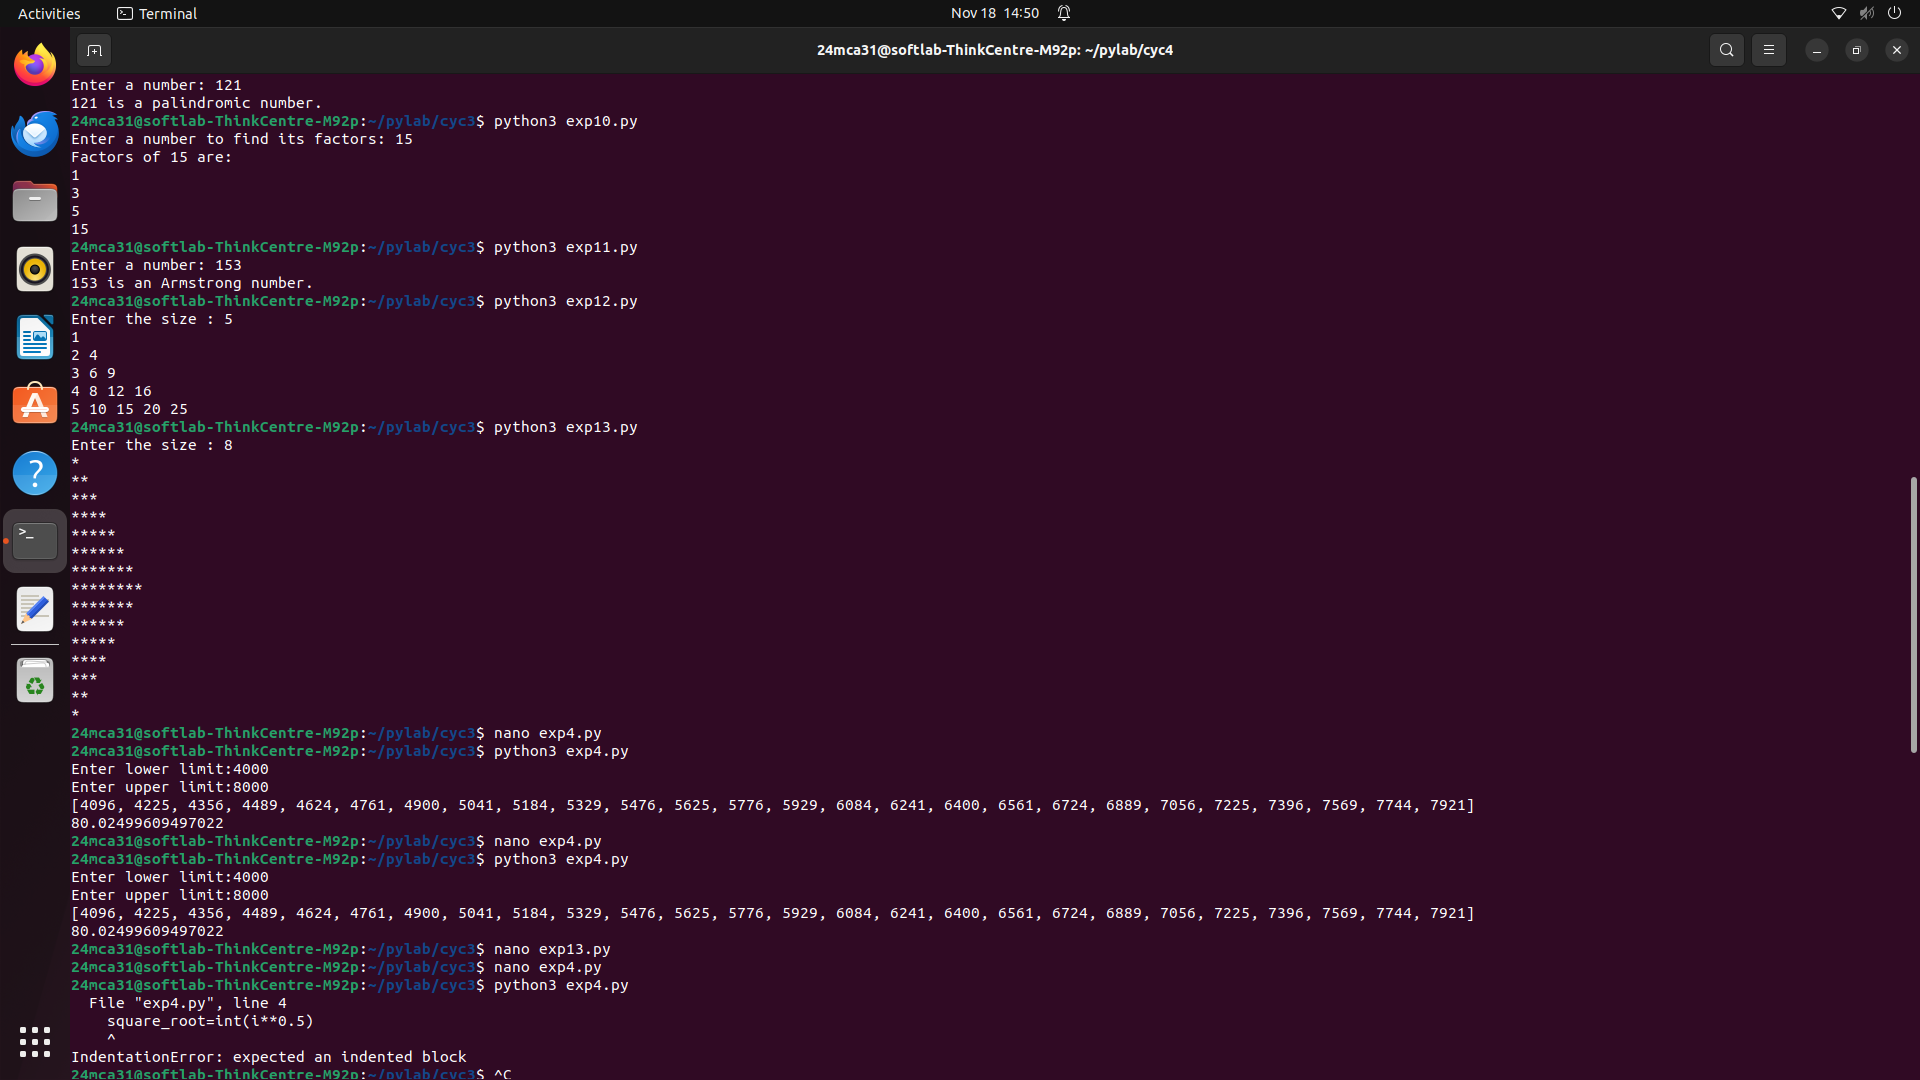 Activities
Terminal
Nov 18 14:50
24mca31@softlab-ThinkCentre-M92p: ~/pylab/cyc4
Enter a number: 121
121 is a palindromic number.
24mca31@softlab-ThinkCentre-M92p:~/pylab/cyc3$ python3 exp10.py
Enter a number to find its factors: 15
Factors of 15 are:
1
3
5
15
24mca31@softlab-ThinkCentre-M92p:~/pylab/cyc3$ python3 exp11.py
Enter a number: 153
153 is an Armstrong number.
24mca31@softlab-ThinkCentre-M92p:~/pylab/cyc3$ python3 exp12.py
Enter the size : 5
1
2 4
3 6 9
4 8 12 16
5 10 15 20 25
24mca31@softlab-ThinkCentre-M92p:~/pylab/cyc3$ python3 exp13.py
Enter the size : 8
*
**
***
****
*****
******
*******
********
*******
******
*****
****
***
**
*
24mca31@softlab-ThinkCentre-M92p:~/pylab/cyc3$ nano exp4.py
24mca31@softlab-ThinkCentre-M92p:~/pylab/cyc3$ python3 exp4.py
Enter lower limit:4000
Enter upper limit:8000
[4096, 4225, 4356, 4489, 4624, 4761, 4900, 5041, 5184, 5329, 5476, 5625, 5776, 5929, 6084, 6241, 6400, 6561, 6724, 6889, 7056, 7225, 7396, 7569, 7744, 7921]
80.02499609497022
24mca31@softlab-ThinkCentre-M92p:~/pylab/cyc3$ nano exp4.py
24mca31@softlab-ThinkCentre-M92p:~/pylab/cyc3$ python3 exp4.py
Enter lower limit:4000
Enter upper limit:8000
[4096, 4225, 4356, 4489, 4624, 4761, 4900, 5041, 5184, 5329, 5476, 5625, 5776, 5929, 6084, 6241, 6400, 6561, 6724, 6889, 7056, 7225, 7396, 7569, 7744, 7921]
80.02499609497022
24mca31@softlab-ThinkCentre-M92p:~/pylab/cyc3$ nano exp13.py
24mca31@softlab-ThinkCentre-M92p:~/pylab/cyc3$ nano exp4.py
24mca31@softlab-ThinkCentre-M92p:~/pylab/cyc3$ python3 exp4.py
  File "exp4.py", line 4
    square_root=int(i**0.5)
    ^
IndentationError: expected an indented block
24mca31@softlab-ThinkCentre-M92p:~/pylab/cyc3$ ^C